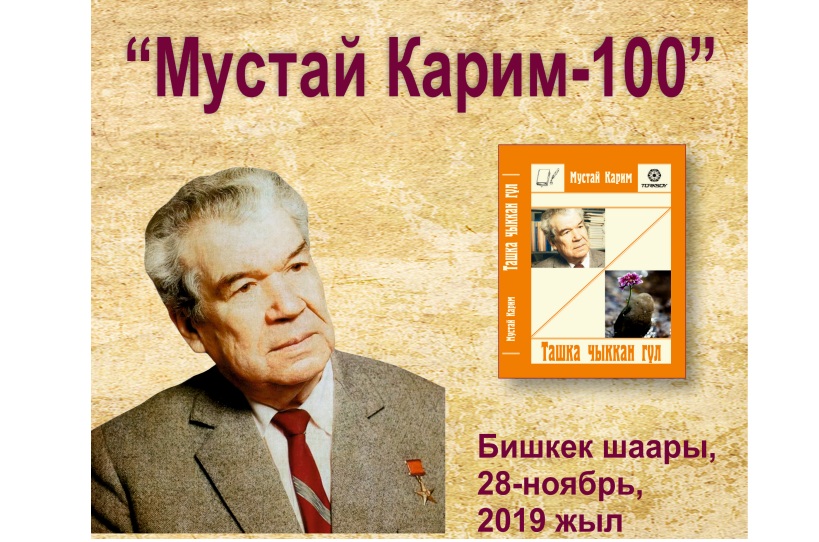 “Мустай Карим-100”
Мустай Карим
TÜRKSOY
Ташка чыккан гүл
Мустай Карим
Ташка чыккан гүл
Бишкек шаары,
28-ноябрь,
2019 жыл